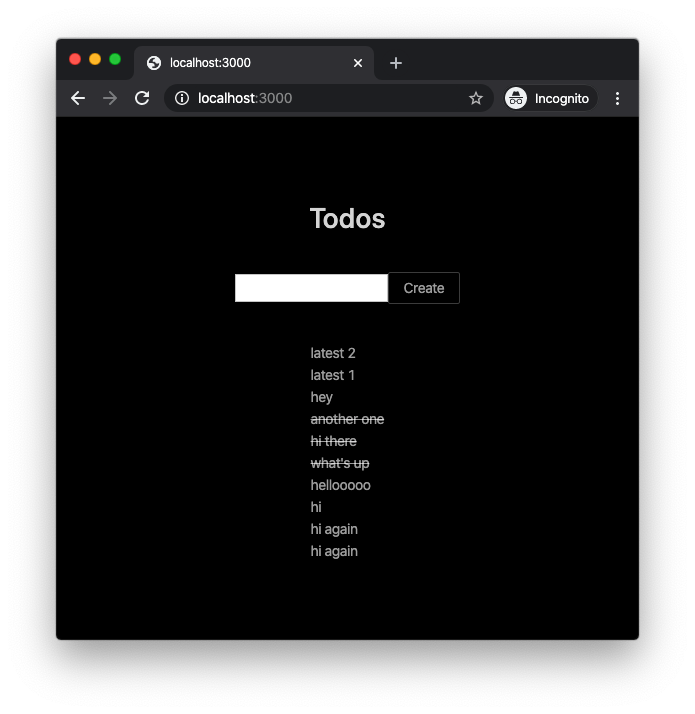 localhost:3000
localhost:3000
Incognito
Todos
Create
latest 2
latest 1
hey
another one
hi there
what's up
hellooooo
hi
hi again
hi again